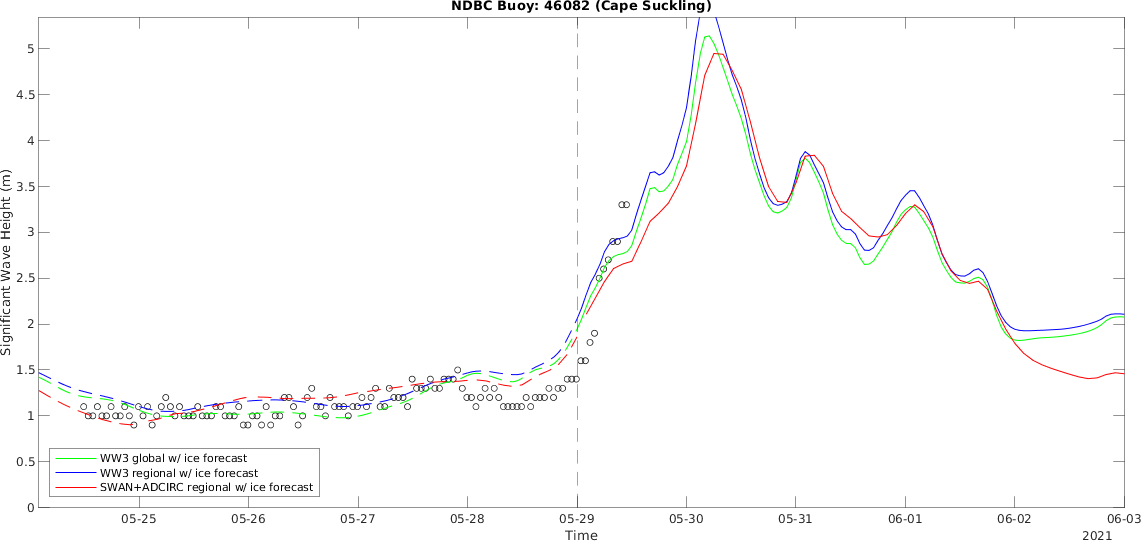 NDBC Buoy: 46082 (Cape Suckling)
Significant Wave Height (m)
5
4.5
4
3.5
3
2.5
2
1.5
1
0.5
0
WW3 global w/ ice forecast
WW3 regional w/ ice forecast
SWAN+ADCIRC regional w/ ice forecast
05-25 05-26 05-27 05-28 05-29 05-30 05-31 06-01 06-02 06-03
Time
2021